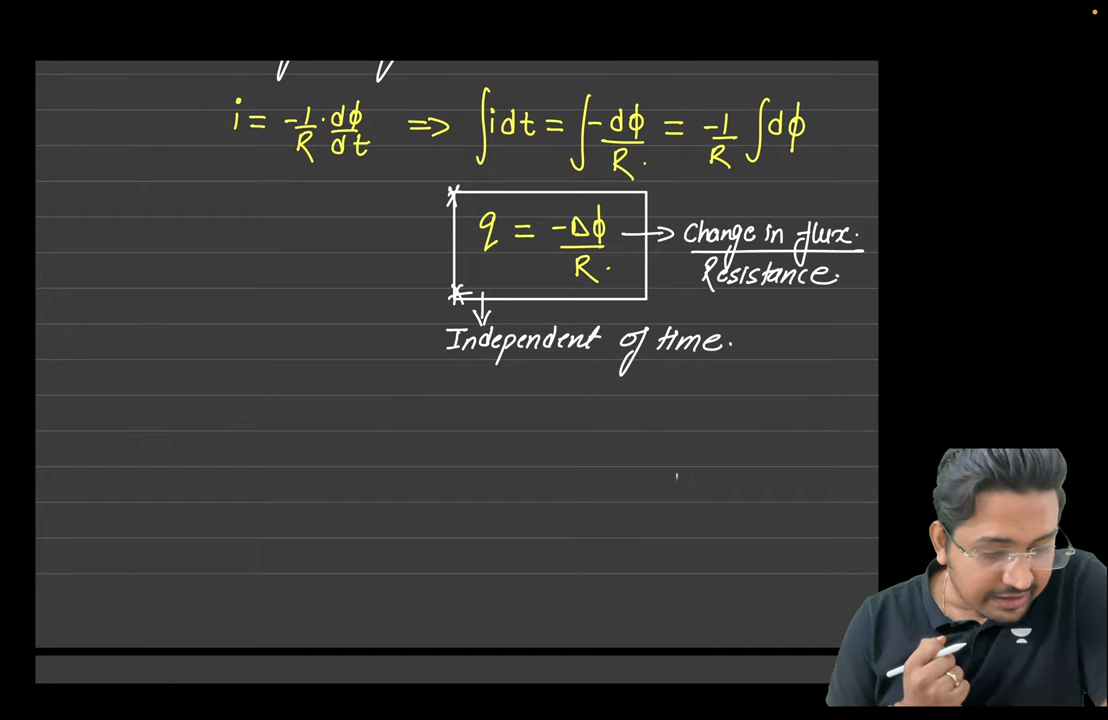 i = -1/R · dϕ/dt => ∫idt = ∫-dϕ/R. = -1/R ∫dϕ
q = -Δϕ/R. → Change in flux.
Resistance.
Independent of time.